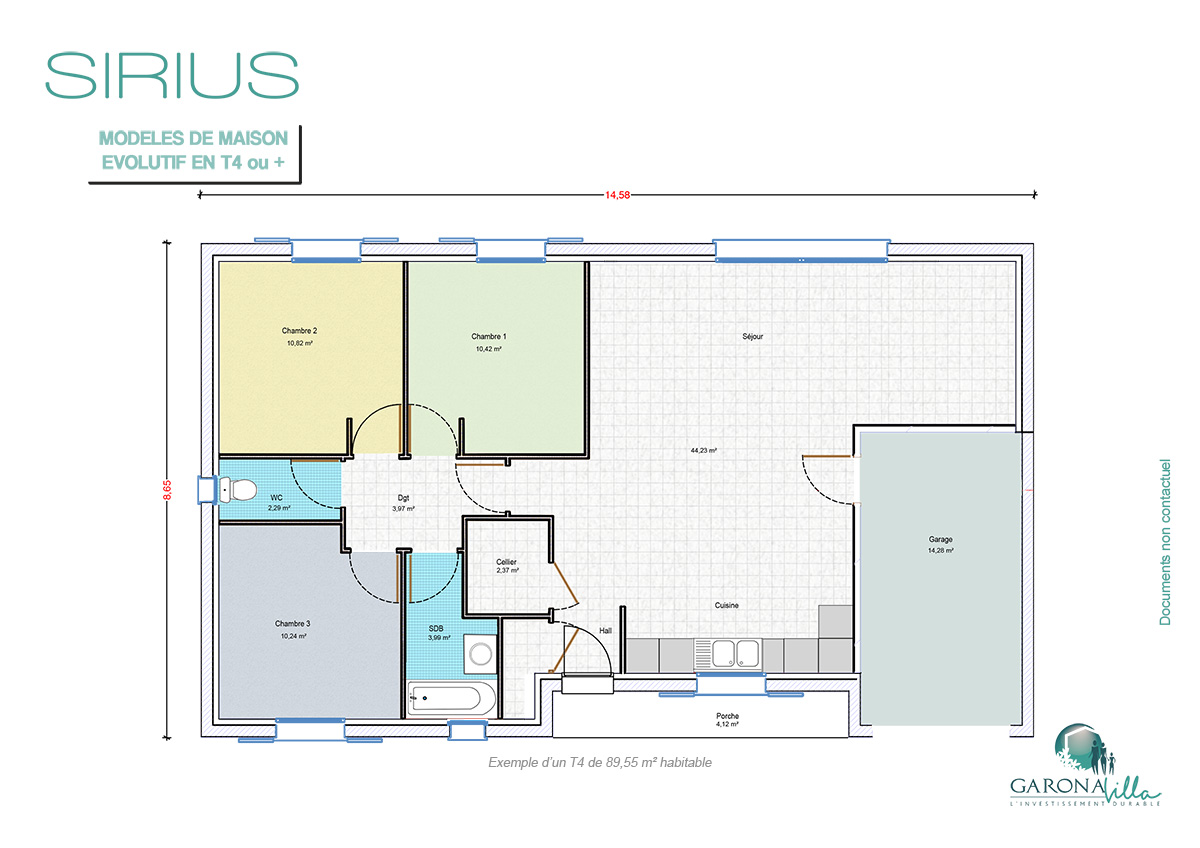 SIRIUS
MODELES DE MAISON
EVOLUTIF EN T4 ou +
14,58
8,65
Chambre 2
10,82 m²
Chambre 1
10,42 m²
Séjour
44,23 m²
WC
2,29 m²
Dgt
3,97 m²
Cellier
2,37 m²
Garage
14,28 m²
Chambre 3
10,24 m²
SDB
3,99 m²
Hall
Cuisine
Porche
4,12 m²
Documents non contactuel
Exemple d'un T4 de 89,55 m² habitable
GARONA Villa
L'INVESTISSEMENT DURABLE